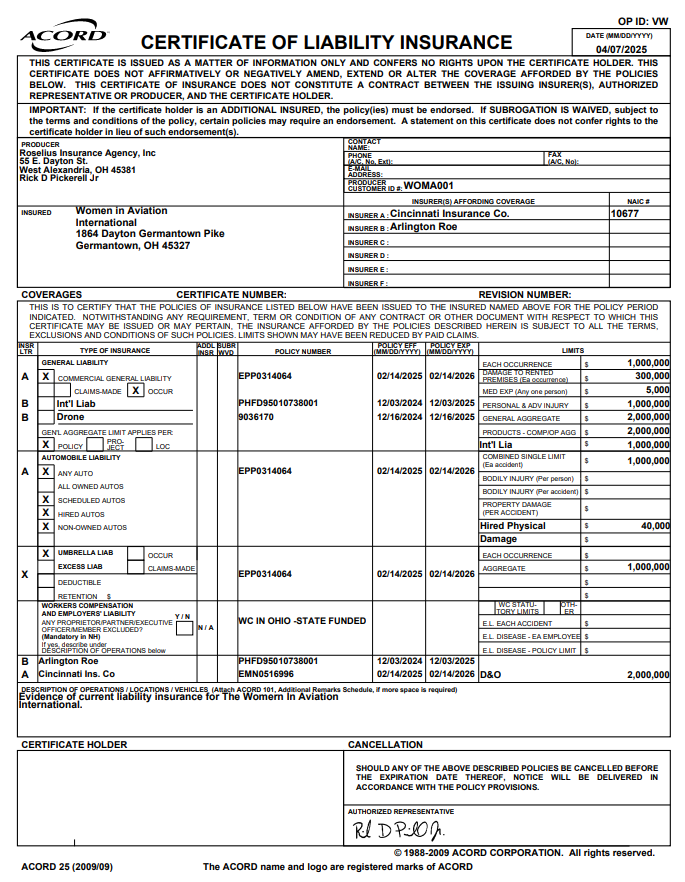 OP ID: VW
ACORD®
CERTIFICATE OF LIABILITY INSURANCE
DATE (MM/DD/YYYY)
04/07/2025
THIS CERTIFICATE IS ISSUED AS A MATTER OF INFORMATION ONLY AND CONFERS NO RIGHTS UPON THE CERTIFICATE HOLDER. THIS
CERTIFICATE DOES NOT AFFIRMATIVELY OR NEGATIVELY AMEND, EXTEND OR ALTER THE COVERAGE AFFORDED BY THE POLICIES
BELOW. THIS CERTIFICATE OF INSURANCE DOES NOT CONSTITUTE A CONTRACT BETWEEN THE ISSUING INSURER(S), AUTHORIZED
REPRESENTATIVE OR PRODUCER, AND THE CERTIFICATE HOLDER.
IMPORTANT: If the certificate holder is an ADDITIONAL INSURED, the policy(ies) must be endorsed. If SUBROGATION IS WAIVED, subject to
the terms and conditions of the policy, certain policies may require an endorsement. A statement on this certificate does not confer rights to the
certificate holder in lieu of such endorsement(s).
PRODUCER
Roselius Insurance Agency, Inc
55 E. Dayton St.
West Alexandria, OH 45381
Rick D Pickerell Jr
CONTACT
NAME:
PHONE
(A/C, No, Ext):
FAX
(A/C, No):
E-MAIL
ADDRESS:
PRODUCER
CUSTOMER ID #: WOMA001
INSURER(S) AFFORDING COVERAGE NAIC #
INSURED
Women in Aviation
International
1864 Dayton Germantown Pike
Germantown, OH 45327
INSURER A : Cincinnati Insurance Co. 10677
INSURER B : Arlington Roe
INSURER C :
INSURER D :
INSURER E :
INSURER F :
COVERAGES CERTIFICATE NUMBER: REVISION NUMBER:
THIS IS TO CERTIFY THAT THE POLICIES OF INSURANCE LISTED BELOW HAVE BEEN ISSUED TO THE INSURED NAMED ABOVE FOR THE POLICY PERIOD
INDICATED. NOTWITHSTANDING ANY REQUIREMENT, TERM OR CONDITION OF ANY CONTRACT OR OTHER DOCUMENT WITH RESPECT TO WHICH THIS
CERTIFICATE MAY BE ISSUED OR MAY PERTAIN, THE INSURANCE AFFORDED BY THE POLICIES DESCRIBED HEREIN IS SUBJECT TO ALL THE TERMS,
EXCLUSIONS AND CONDITIONS OF SUCH POLICIES. LIMITS SHOWN MAY HAVE BEEN REDUCED BY PAID CLAIMS.
INSR LTR TYPE OF INSURANCE ADDL INSR SUBR WVD POLICY NUMBER POLICY EFF (MM/DD/YYYY) POLICY EXP (MM/DD/YYYY) LIMITS
GENERAL LIABILITY
EACH OCCURRENCE $ 1,000,000
A X COMMERCIAL GENERAL LIABILITY EPP0314064 02/14/2025 02/14/2026
DAMAGE TO RENTED PREMISES (Ea occurrence) $ 300,000
CLAIMS-MADE X OCCUR
MED EXP (Any one person) $ 5,000
B Int'l Liab PHFD95010738001 12/03/2024 12/03/2025 PERSONAL & ADV INJURY $ 1,000,000
B Drone 9036170 12/16/2024 12/16/2025 GENERAL AGGREGATE $ 2,000,000
GEN'L AGGREGATE LIMIT APPLIES PER: PRODUCTS - COMP/OP AGG $ 2,000,000
X POLICY PRO-JECT LOC Int'l Lia $ 1,000,000
AUTOMOBILE LIABILITY
COMBINED SINGLE LIMIT (Ea accident) $ 1,000,000
A X ANY AUTO EPP0314064 02/14/2025 02/14/2026
BODILY INJURY (Per person) $
ALL OWNED AUTOS
BODILY INJURY (Per accident) $
X SCHEDULED AUTOS
PROPERTY DAMAGE (PER ACCIDENT) $
X HIRED AUTOS
X NON-OWNED AUTOS Hired Physical $ 40,000
Damage $
X UMBRELLA LIAB OCCUR EACH OCCURRENCE $
EXCESS LIAB CLAIMS-MADE AGGREGATE $ 1,000,000
X EPP0314064 02/14/2025 02/14/2026
DEDUCTIBLE $
RETENTION $ $
WORKERS COMPENSATION
AND EMPLOYERS' LIABILITY Y / N
ANY PROPRIETOR/PARTNER/EXECUTIVE
OFFICER/MEMBER EXCLUDED? N / A
(Mandatory in NH)
If yes, describe under
DESCRIPTION OF OPERATIONS below
WC IN OHIO -STATE FUNDED
WC STATU-TORY LIMITS OTH-ER
E.L. EACH ACCIDENT $
E.L. DISEASE - EA EMPLOYEE $
E.L. DISEASE - POLICY LIMIT $
B Arlington Roe PHFD95010738001 12/03/2024 12/03/2025
A Cincinnati Ins. Co EMN0516996 02/14/2025 02/14/2026 D&O 2,000,000
DESCRIPTION OF OPERATIONS / LOCATIONS / VEHICLES (Attach ACORD 101, Additional Remarks Schedule, if more space is required)
Evidence of current liability insurance for The Womern In Aviation
International.
CERTIFICATE HOLDER
CANCELLATION
SHOULD ANY OF THE ABOVE DESCRIBED POLICIES BE CANCELLED BEFORE
THE EXPIRATION DATE THEREOF, NOTICE WILL BE DELIVERED IN
ACCORDANCE WITH THE POLICY PROVISIONS.
AUTHORIZED REPRESENTATIVE
© 1988-2009 ACORD CORPORATION. All rights reserved.
ACORD 25 (2009/09) The ACORD name and logo are registered marks of ACORD